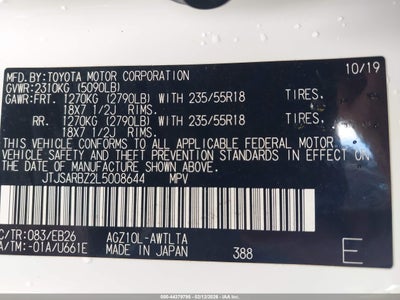 MFD. BY: TOYOTA MOTOR CORPORATION 10/19
GVWR: 2310KG (5090LB)
GAWR: FRT. 1270KG (2790LB) WITH 235/55R18 TIRES.
18X7 1/2J RIMS.
RR. 1270KG (2790LB) WITH 235/55R18 TIRES.
18X7 1/2J RIM
THIS VEHICLE CONFORMS TO ALL APPLICABLE FEDERAL MOTOR
VEHICLE SAFETY AND THEFT PREVENTION STANDARDS IN EFFECT ON
THE DATE OF MANUFACTURE SHOWN ABOVE.
JTJSARBZ2L5008644 MPV
C/TR: 083/EB26 AGZ10L-AWTLTA
A/TM: -01A/U661E MADE IN JAPAN 388 E